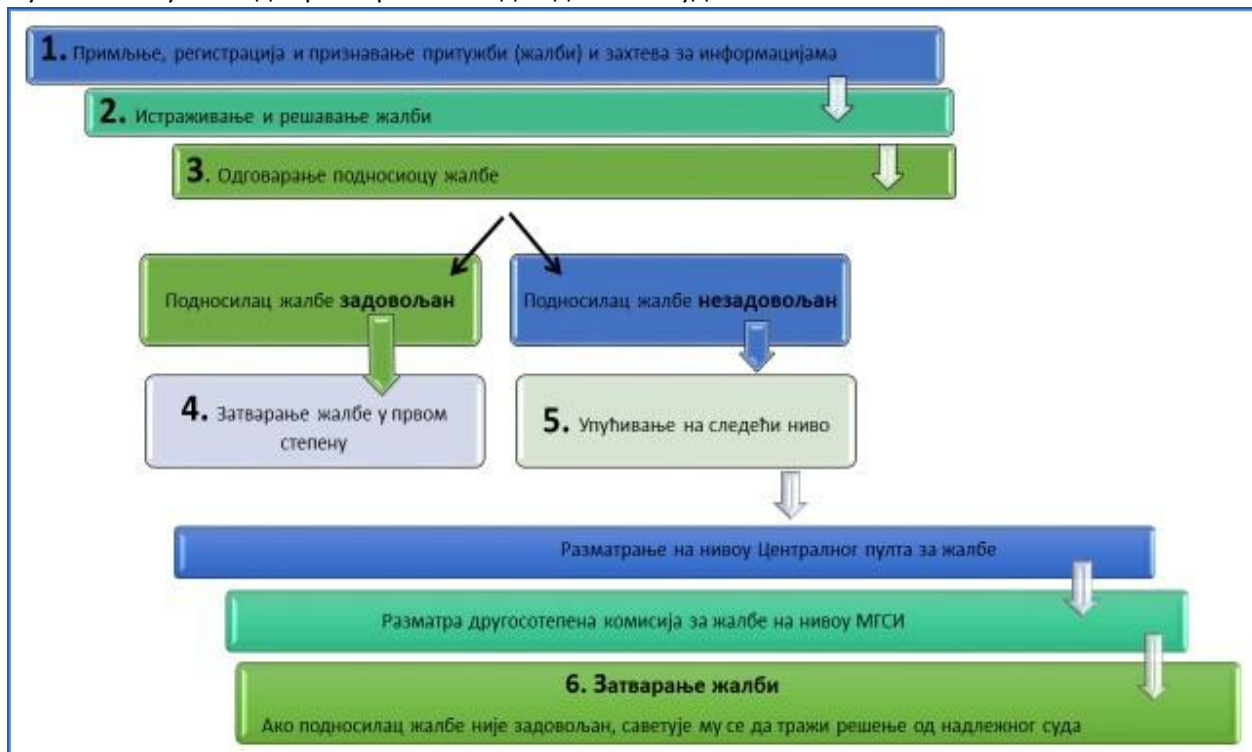 1. Примљње, регистрација и признавање притужби (жалби) и захтева за информацијама
2. Истраживање и решавање жалби
3. Одговарање подносиоцу жалбе
Подносилац жалбе задовољан
Подносилац жалбе незадовољан
4. Затварање жалбе у првом
степену
5. Упућивање на следећи ниво
Разматрање на нивоу Централног пулта за жалбе
Разматра другосотепена комисија за жалбе на нивоу МГСИ
6. Затварање жалби
Ако подносилац жалбе није задовољан, саветује му се да тражи решење од надлежног суда